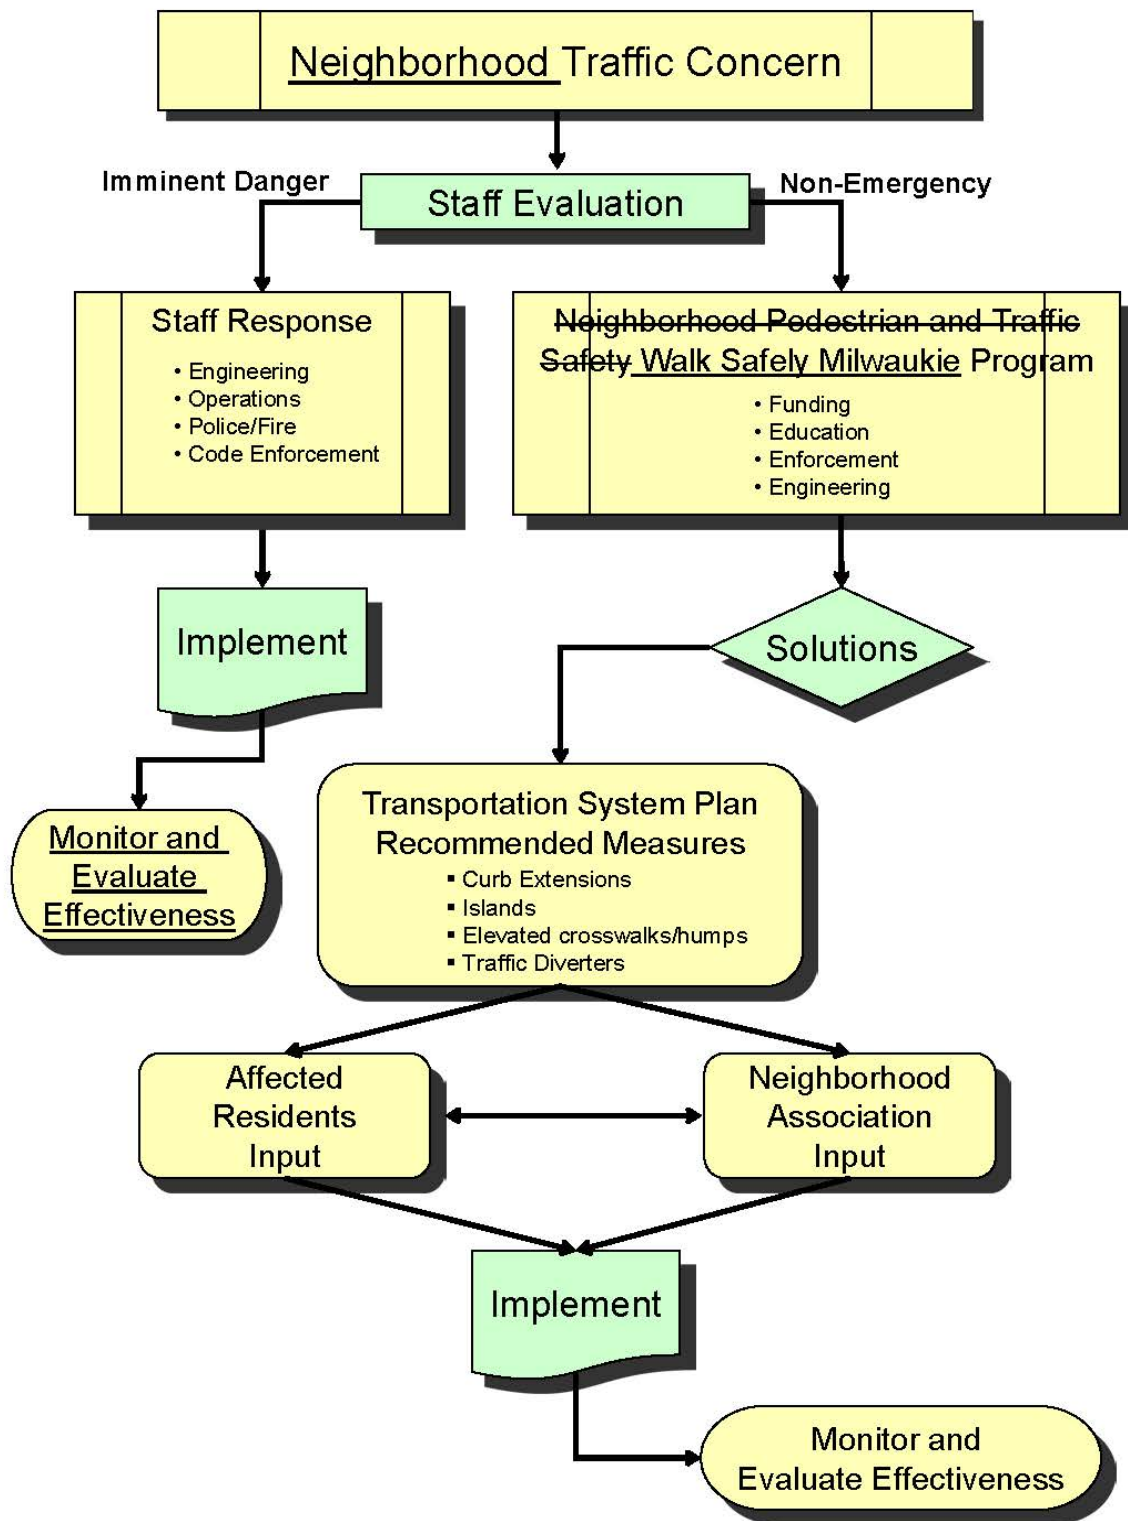 Neighborhood Traffic Concern
Imminent Danger
Staff Evaluation
Non-Emergency
Staff Response
• Engineering
• Operations
• Police/Fire
• Code Enforcement
Neighborhood Pedestrian and Traffic
Safety Walk Safely Milwaukie Program
• Funding
• Education
• Enforcement
• Engineering
Implement
Solutions
Monitor and
Evaluate
Effectiveness
Transportation System Plan
Recommended Measures
▪ Curb Extensions
▪ Islands
▪ Elevated crosswalks/humps
▪ Traffic Diverters
Affected
Residents
Input
Neighborhood
Association
Input
Implement
Monitor and
Evaluate Effectiveness